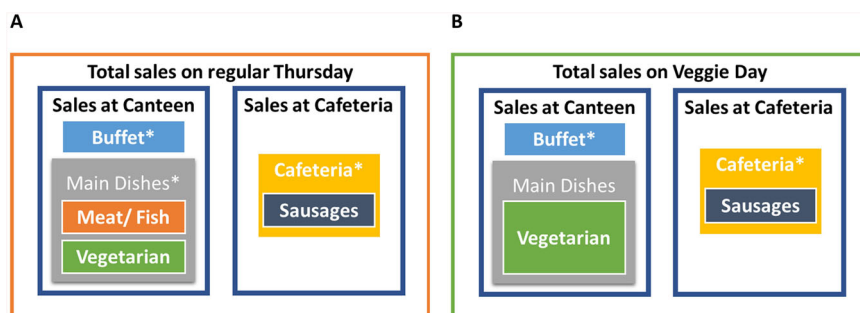 A
Total sales on regular Thursday
Sales at Canteen
Buffet*
Main Dishes*
Meat/ Fish
Vegetarian
Sales at Cafeteria
Cafeteria*
Sausages
B
Total sales on Veggie Day
Sales at Canteen
Buffet*
Main Dishes
Vegetarian
Sales at Cafeteria
Cafeteria*
Sausages